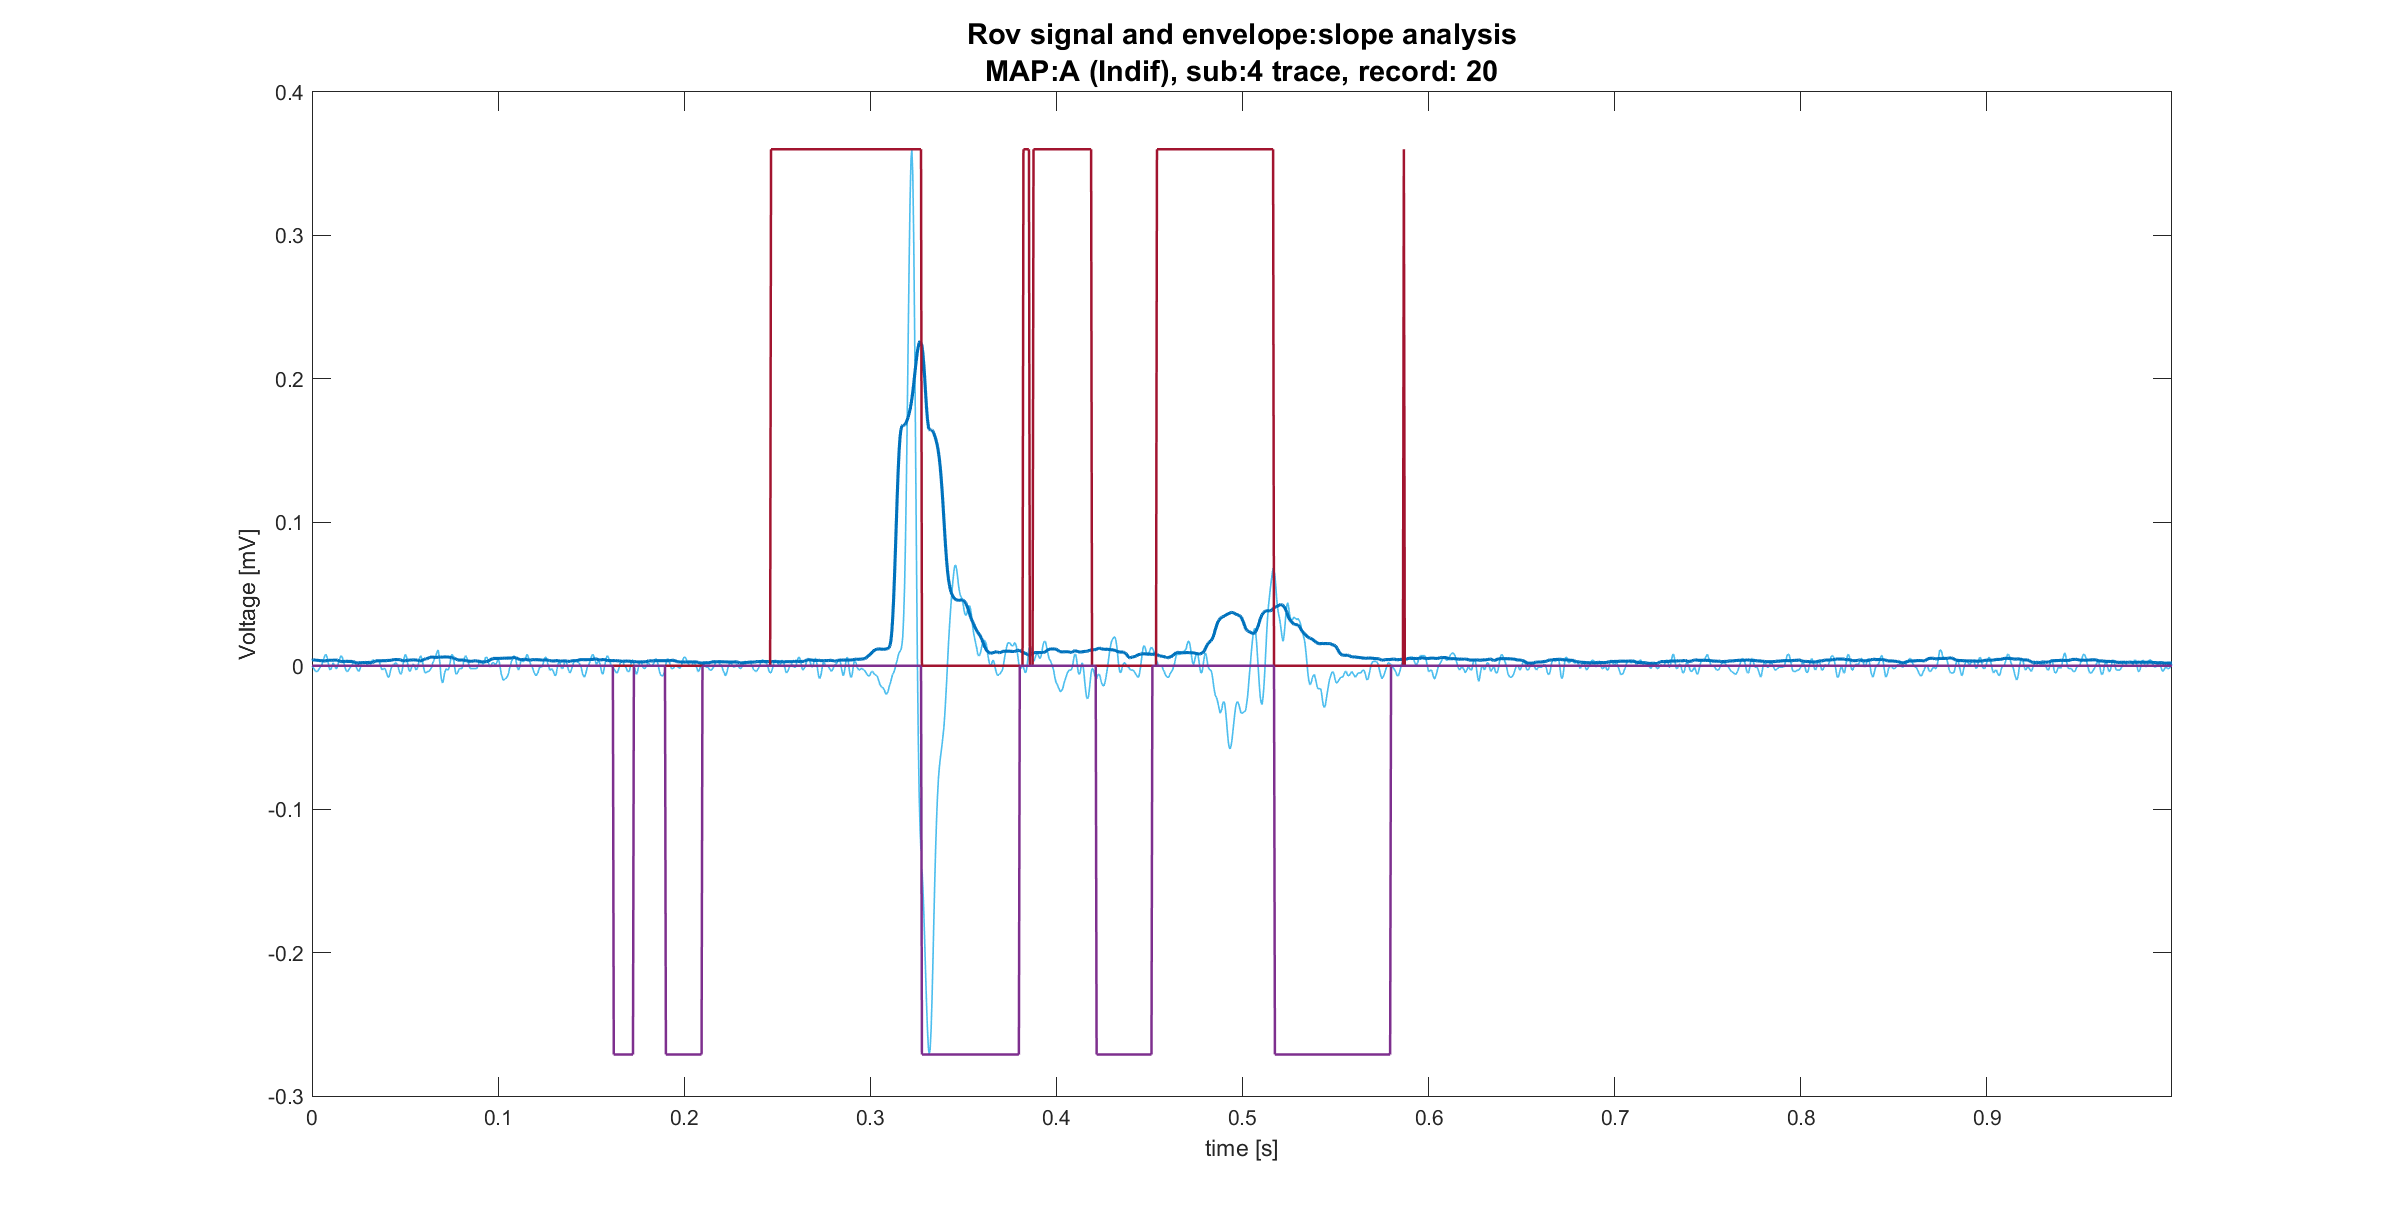 Rov signal and envelope:slope analysis
MAP:A (Indif), sub:4 trace, record: 20
0.4
0.3
0.2
0.1
0
-0.1
-0.2
-0.3
Voltage [mV]
0 0.1 0.2 0.3 0.4 0.5 0.6 0.7 0.8 0.9
time [s]